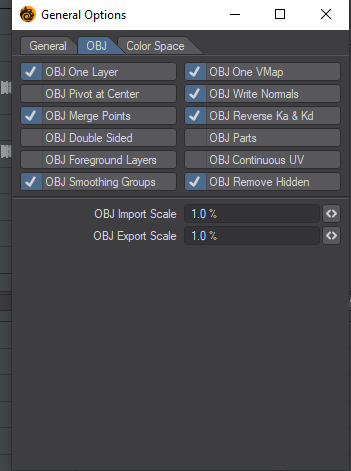 General Options
General OBJ Color Space
OBJ One Layer OBJ One VMap
OBJ Pivot at Center OBJ Write Normals
OBJ Merge Points OBJ Reverse Ka & Kd
OBJ Double Sided OBJ Parts
OBJ Foreground Layers OBJ Continuous UV
OBJ Smoothing Groups OBJ Remove Hidden
OBJ Import Scale 1.0 %
OBJ Export Scale 1.0 %